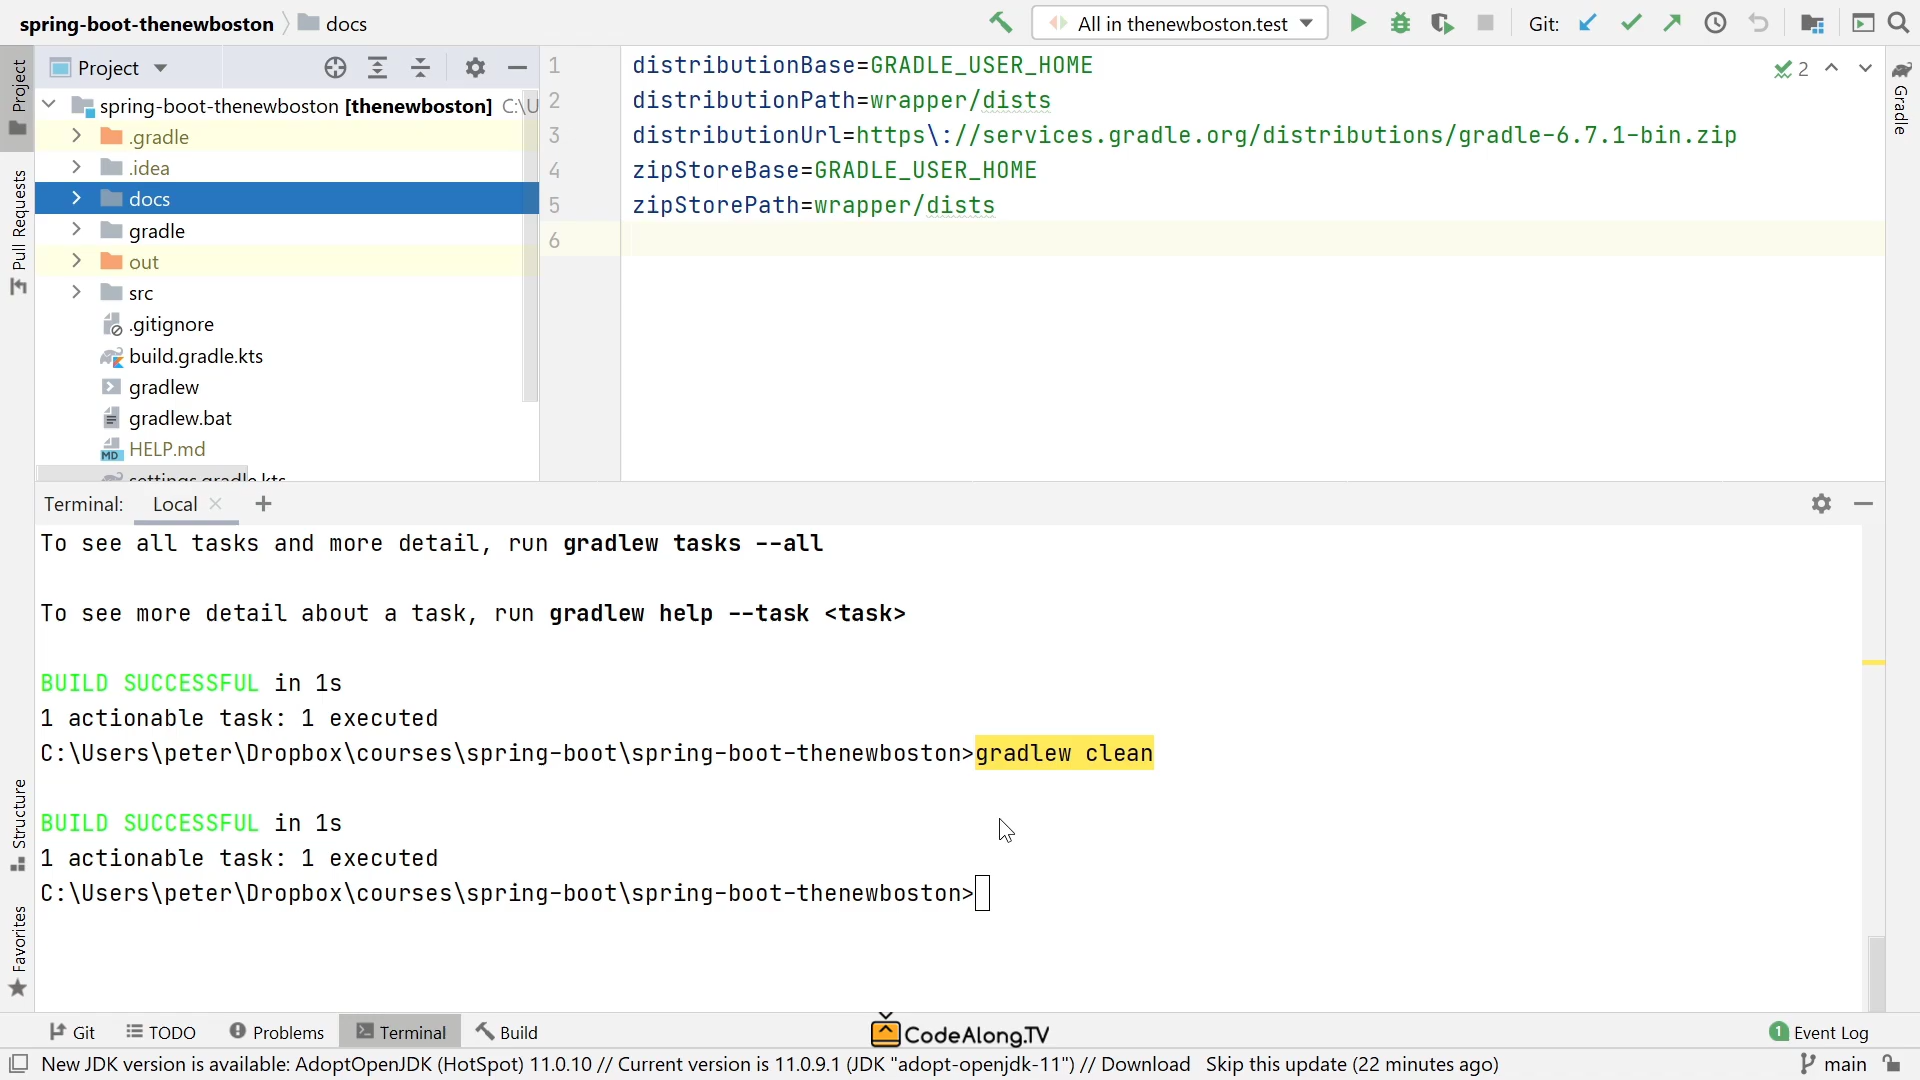 spring-boot-thenewboston docs
All in thenewboston.test
Git:
Project
Pull Requests
Structure
Favorites
Project
spring-boot-thenewboston [thenewboston] C:\U
.gradle
.idea
docs
gradle
out
src
.gitignore
build.gradle.kts
gradlew
gradlew.bat
MD HELP.md
settings.gradle.kts
1 distributionBase=GRADLE_USER_HOME
2 distributionPath=wrapper/dists
3 distributionUrl=https\://services.gradle.org/distributions/gradle-6.7.1-bin.zip
4 zipStoreBase=GRADLE_USER_HOME
5 zipStorePath=wrapper/dists
6
2
Gradle
Terminal: Local
To see all tasks and more detail, run gradlew tasks --all
To see more detail about a task, run gradlew help --task <task>
BUILD SUCCESSFUL in 1s
1 actionable task: 1 executed
C:\Users\peter\Dropbox\courses\spring-boot\spring-boot-thenewboston>gradlew clean
BUILD SUCCESSFUL in 1s
1 actionable task: 1 executed
C:\Users\peter\Dropbox\courses\spring-boot\spring-boot-thenewboston>
Git TODO Problems Terminal Build
CodeAlong.TV
1 Event Log
New JDK version is available: AdoptOpenJDK (HotSpot) 11.0.10 // Current version is 11.0.9.1 (JDK "adopt-openjdk-11") // Download Skip this update (22 minutes ago)
main